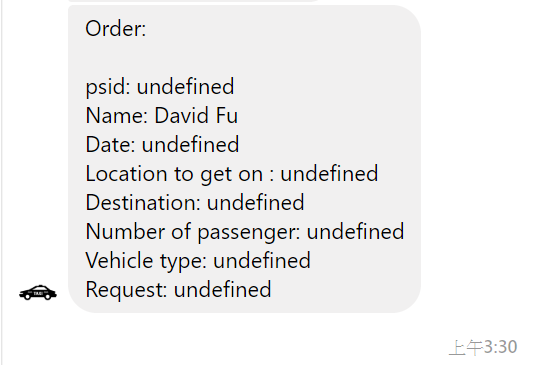 Order:
psid: undefined
Name: David Fu
Date: undefined
Location to get on : undefined
Destination: undefined
Number of passenger: undefined
Vehicle type: undefined
Request: undefined
上午3:30